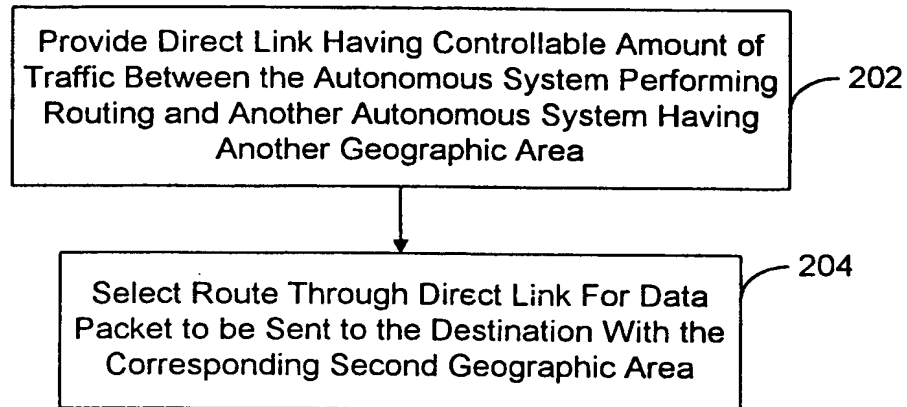 Provide Direct Link Having Controllable Amount of
Traffic Between the Autonomous System Performing
Routing and Another Autonomous System Having
Another Geographic Area
202
Select Route Through Direct Link For Data
Packet to be Sent to the Destination With the
Corresponding Second Geographic Area
204